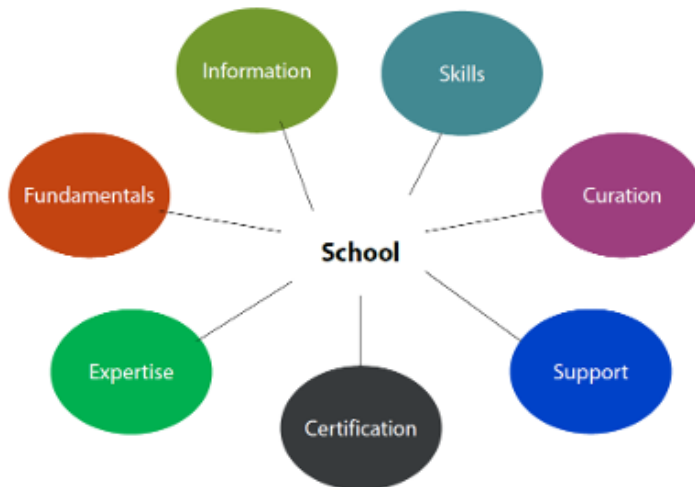 Information
Skills
Fundamentals
Curation
School
Expertise
Support
Certification